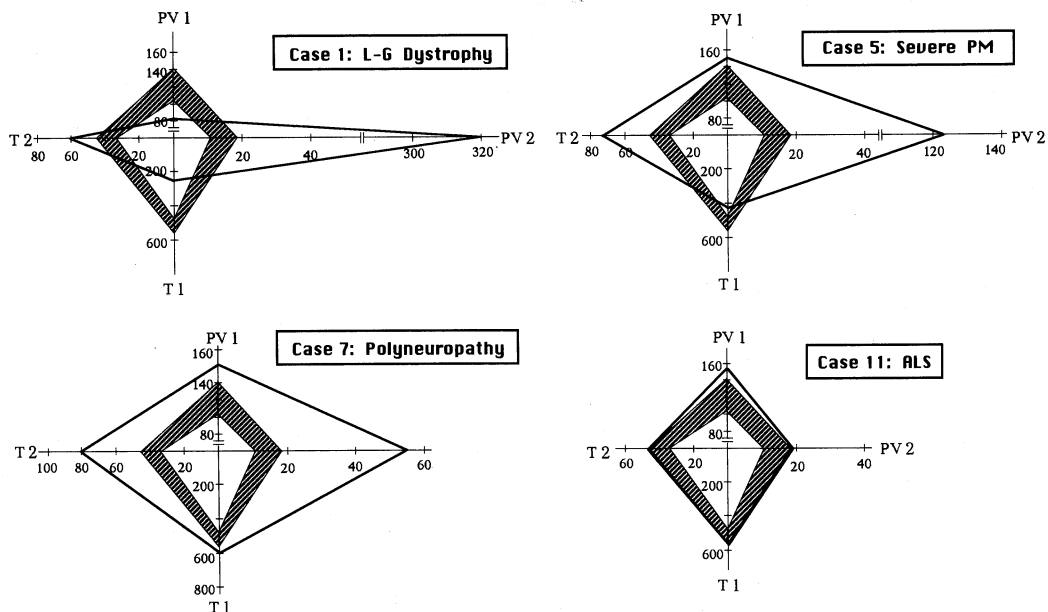 PV 1
Case 1: L-G Dystrophy
160
140
80
T 2
80 60 20 20 40 300 320
PV 2
200
600
T 1
PV 1
Case 5: Severe PM
160
80
T 2
80 60 20 20 40 120 140
PV 2
200
600
T 1
PV 1
Case 7: Polyneuropathy
160
140
80
T 2
100 80 60 20 20 40 60
200
600
800
T 1
PV 1
Case 11: ALS
160
80
T 2
60 20 20 40
PV 2
200
600
T 1